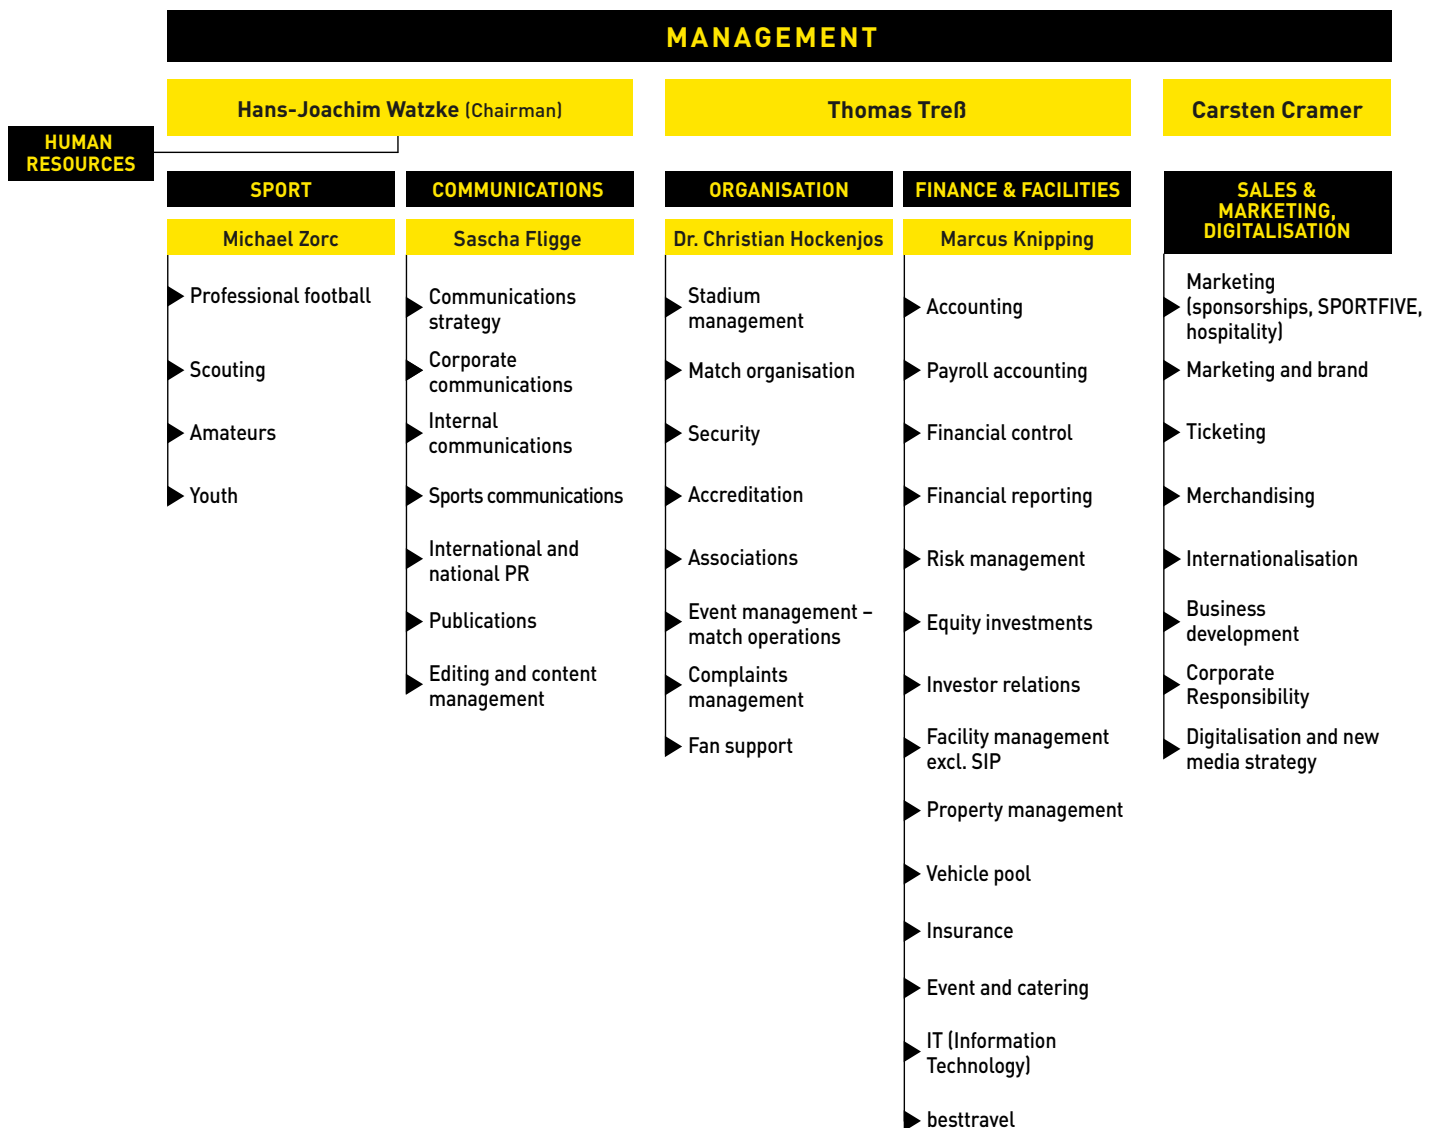 MANAGEMENT
Hans-Joachim Watzke (Chairman)
Thomas Treß
Carsten Cramer
HUMAN
RESOURCES
SPORT
Michael Zorc
Professional football
Scouting
Amateurs
Youth
COMMUNICATIONS
Sascha Fligge
Communications
strategy
Corporate
communications
Internal
communications
Sports communications
International and
national PR
Publications
Editing and content
management
ORGANISATION
Dr. Christian Hockenjos
Stadium
management
Match organisation
Security
Accreditation
Associations
Event management –
match operations
Complaints
management
Fan support
FINANCE & FACILITIES
Marcus Knipping
Accounting
Payroll accounting
Financial control
Financial reporting
Risk management
Equity investments
Investor relations
Facility management
excl. SIP
Property management
Vehicle pool
Insurance
Event and catering
IT (Information
Technology)
besttravel
SALES &
MARKETING,
DIGITALISATION
Marketing
(sponsorships, SPORTFIVE,
hospitality)
Marketing and brand
Ticketing
Merchandising
Internationalisation
Business
development
Corporate
Responsibility
Digitalisation and new
media strategy